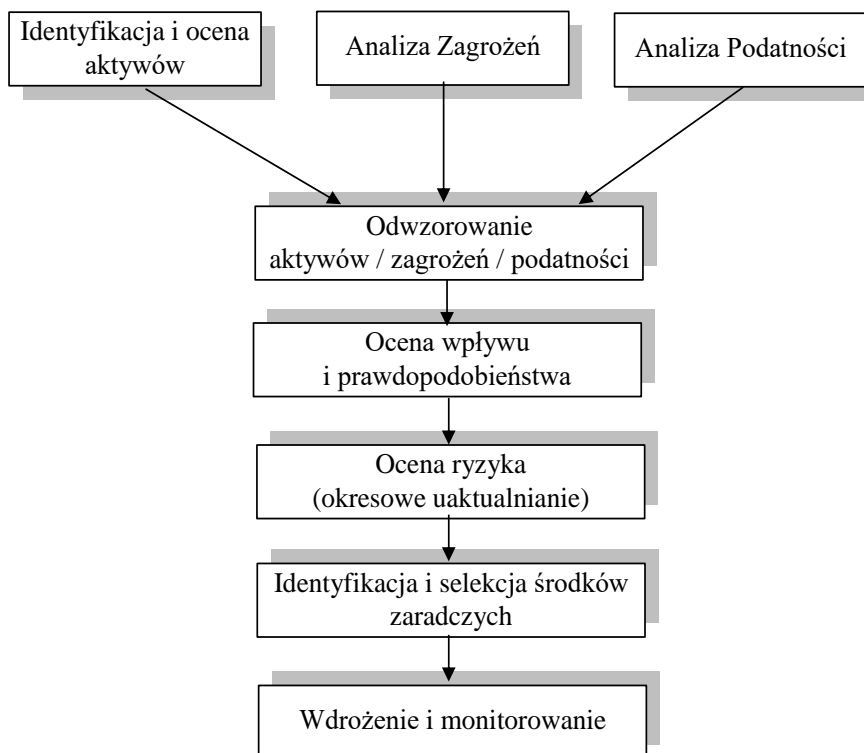 Identyfikacja i ocena
aktywów
Analiza Zagrożeń
Analiza Podatności
Odwzorowanie
aktywów / zagrożeń / podatności
Ocena wpływu
i prawdopodobieństwa
Ocena ryzyka
(okresowe uaktualnianie)
Identyfikacja i selekcja środków
zaradczych
Wdrożenie i monitorowanie